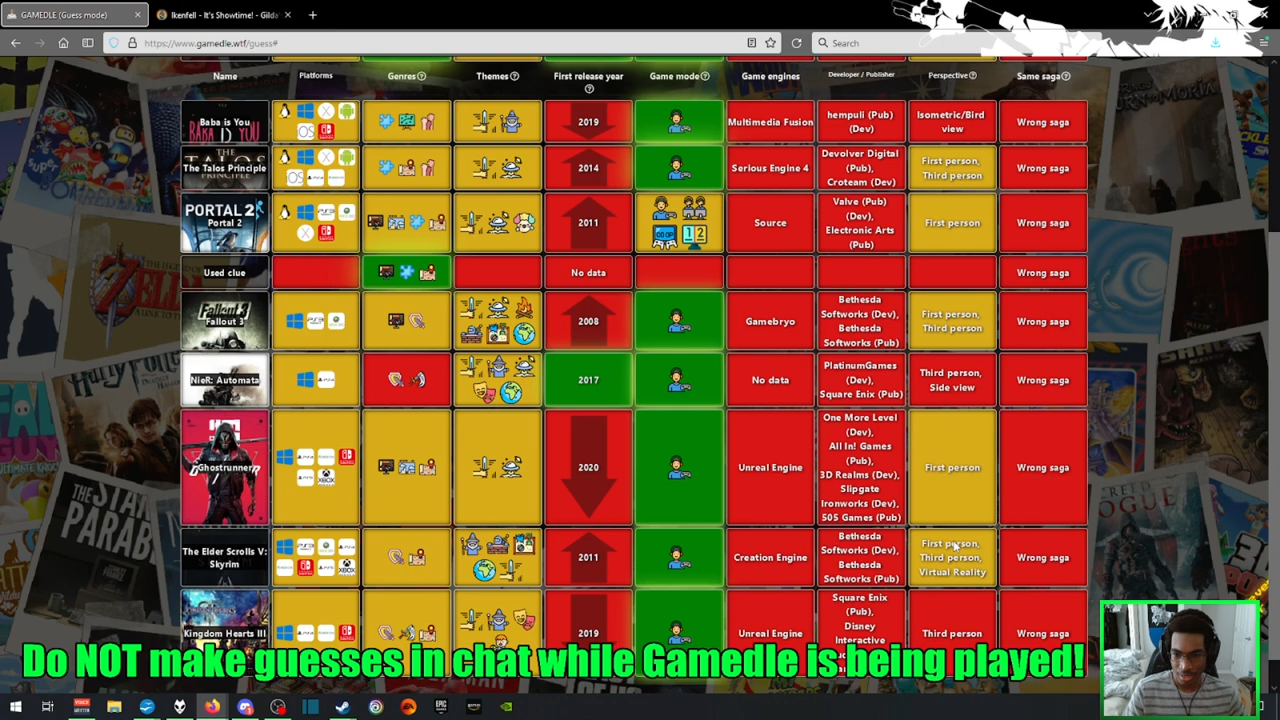 GAMEDLE (Guess mode)
Ikenfell - It's Showtime! - Gilda
https://www.gamedle.wtf/guess#
Search
Name Platforms Genres Themes First release year Game mode Game engines Developer / Publisher Perspective Same saga
Baba is You
2019
Multimedia Fusion
hempuli (Pub)
(Dev)
Isometric/Bird
view
Wrong saga
The Talos Principle
2014
Serious Engine 4
Devolver Digital
(Pub),
Croteam (Dev)
First person,
Third person
Wrong saga
PORTAL 2
Portal 2
CO OP
1 2
2011
Source
Valve (Pub)
(Dev),
Electronic Arts
(Pub)
First person
Wrong saga
Used clue
No data
Wrong saga
Fallout 3
2008
Gamebryo
Bethesda
Softworks (Dev),
Bethesda
Softworks (Pub)
First person,
Third person
Wrong saga
NieR: Automata
2017
No data
PlatinumGames
(Dev),
Square Enix (Pub)
Third person,
Side view
Wrong saga
Ghostrunner
XBOX
2020
Unreal Engine
One More Level
(Dev),
All In! Games
(Pub),
3D Realms (Dev),
Slipgate
Ironworks (Dev),
505 Games (Pub)
First person
Wrong saga
The Elder Scrolls V:
Skyrim
XBOX
2011
Creation Engine
Bethesda
Softworks (Dev),
Bethesda
Softworks (Pub)
First person,
Third person,
Virtual Reality
Wrong saga
Kingdom Hearts III
2019
Unreal Engine
Square Enix
(Pub),
Disney
Interactive
Third person
Wrong saga
Do NOT make guesses in chat while Gamedle is being played!